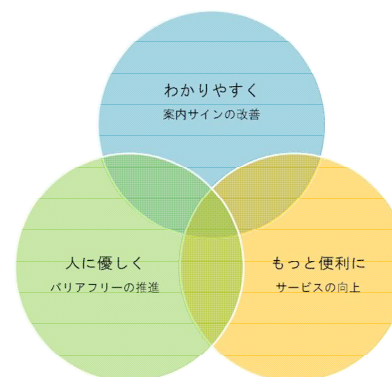 わかりやすく
案内サインの改善
人に優しく
バリアフリーの推進
もっと便利に
サービスの向上